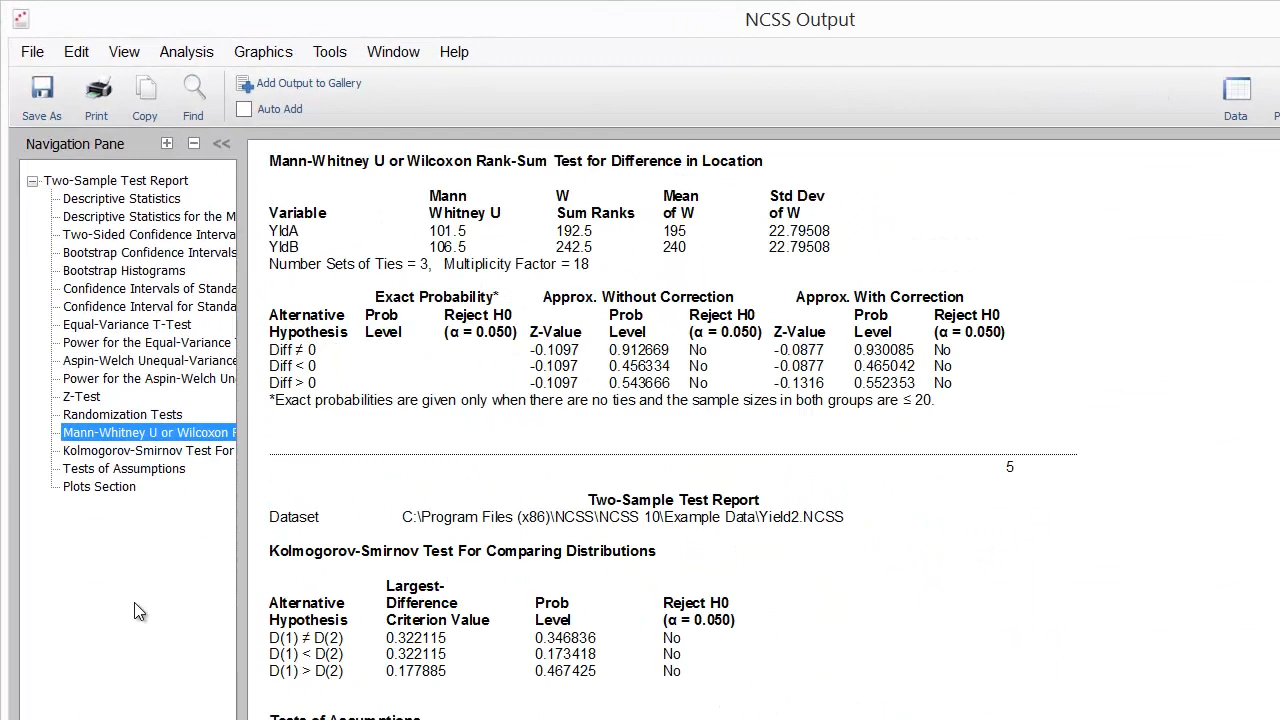 NCSS Output
File Edit View Analysis Graphics Tools Window Help
Save As Print Copy Find Add Output to Gallery Auto Add Data
Navigation Pane
Two-Sample Test Report
Descriptive Statistics
Descriptive Statistics for the M
Two-Sided Confidence Interva
Bootstrap Confidence Intervals
Bootstrap Histograms
Confidence Intervals of Standa
Confidence Interval for Standa
Equal-Variance T-Test
Power for the Equal-Variance
Aspin-Welch Unequal-Variance
Power for the Aspin-Welch Un
Z-Test
Randomization Tests
Mann-Whitney U or Wilcoxon
Kolmogorov-Smirnov Test For
Tests of Assumptions
Plots Section
Mann-Whitney U or Wilcoxon Rank-Sum Test for Difference in Location
Mann W Mean Std Dev
Variable Whitney U Sum Ranks of W of W
YldA 101.5 192.5 195 22.79508
YldB 106.5 242.5 240 22.79508
Number Sets of Ties = 3, Multiplicity Factor = 18
Exact Probability* Approx. Without Correction Approx. With Correction
Alternative Prob Reject H0 Prob Reject H0 Prob Reject H0
Hypothesis Level (α = 0.050) Z-Value Level (α = 0.050) Z-Value Level (α = 0.050)
Diff ≠ 0 -0.1097 0.912669 No -0.0877 0.930085 No
Diff < 0 -0.1097 0.456334 No -0.0877 0.465042 No
Diff > 0 -0.1097 0.543666 No -0.1316 0.552353 No
*Exact probabilities are given only when there are no ties and the sample sizes in both groups are ≤ 20.
5
Two-Sample Test Report
Dataset C:\Program Files (x86)\NCSS\NCSS 10\Example Data\Yield2.NCSS
Kolmogorov-Smirnov Test For Comparing Distributions
Largest-
Alternative Difference Prob Reject H0
Hypothesis Criterion Value Level (α = 0.050)
D(1) ≠ D(2) 0.322115 0.346836 No
D(1) < D(2) 0.322115 0.173418 No
D(1) > D(2) 0.177885 0.467425 No
Tests of Assumptions